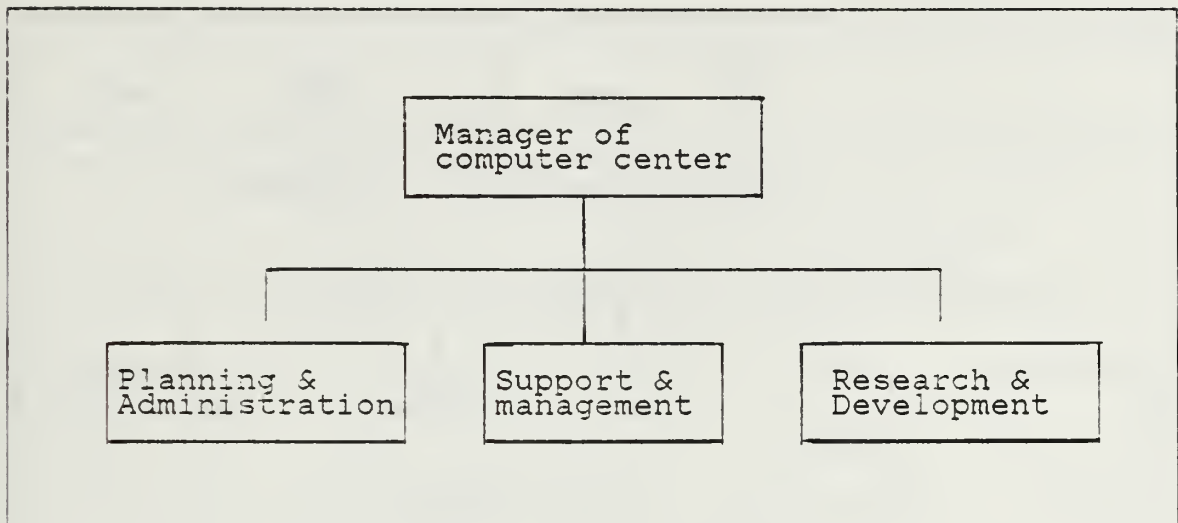 Manager of
computer center
Planning &
Administration
Support &
management
Research &
Development